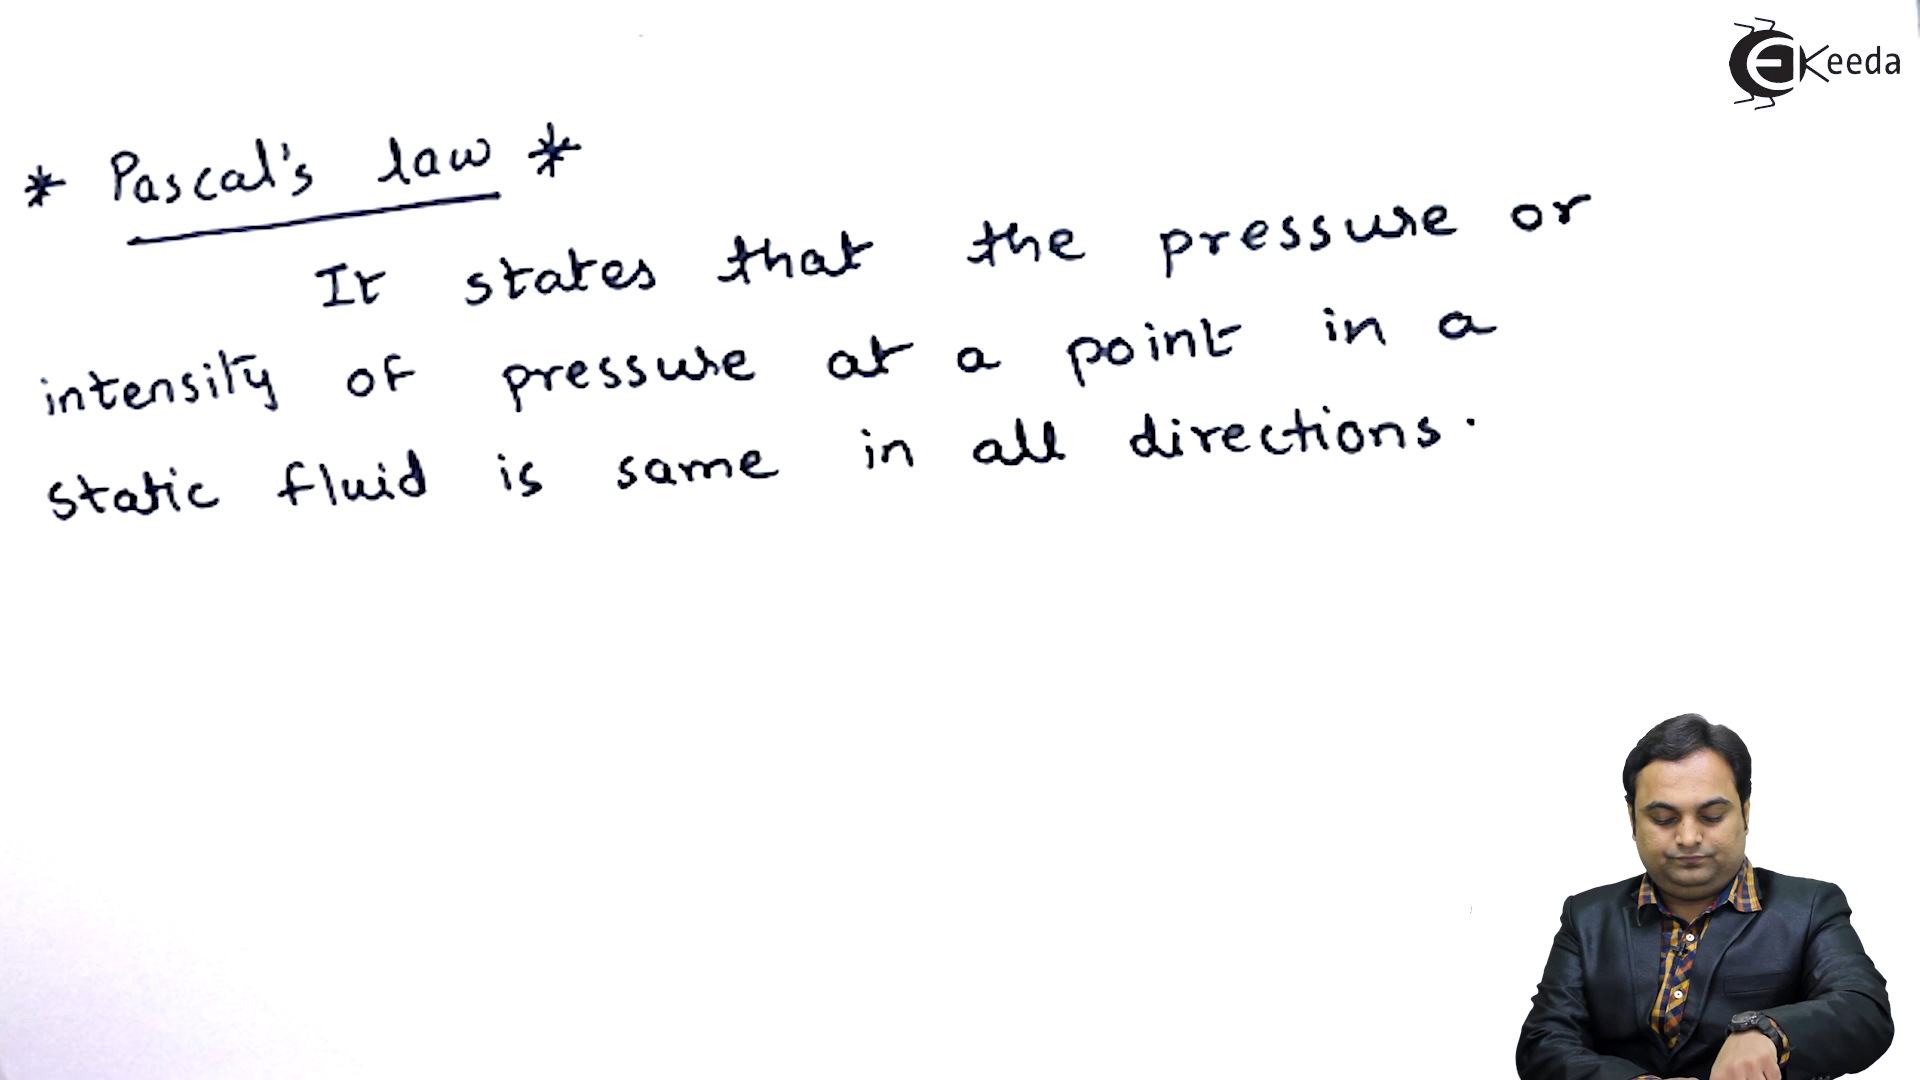 Keeda
* Pascal's law *
It states that the pressure or
intensity of pressure at a point in a
static fluid is same in all directions.